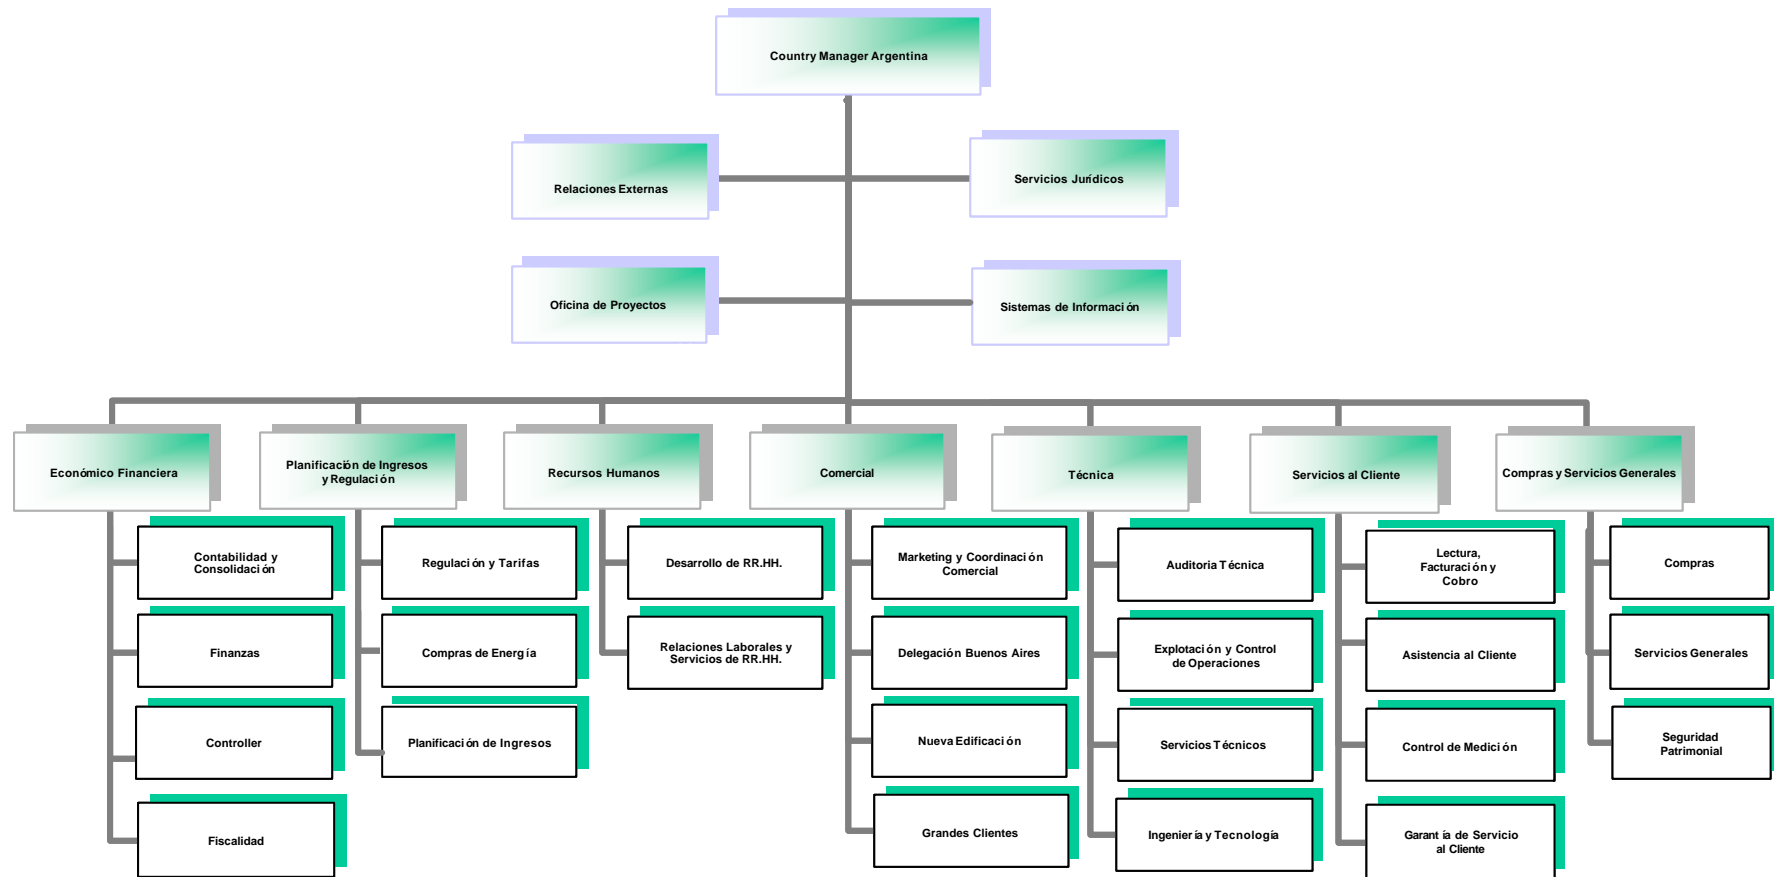 Country Manager Argentina
Relaciones Externas
Servicios Jurídicos
Oficina de Proyectos
Sistemas de Información
Económico Financiera
Planificación de Ingresos
y Regulación
Recursos Humanos
Comercial
Técnica
Servicios al Cliente
Compras y Servicios Generales
Contabilidad y
Consolidación
Finanzas
Controller
Fiscalidad
Regulación y Tarifas
Compras de Energía
Planificación de Ingresos
Desarrollo de RR.HH.
Relaciones Laborales y
Servicios de RR.HH.
Marketing y Coordinación
Comercial
Delegación Buenos Aires
Nueva Edificación
Grandes Clientes
Auditoria Técnica
Explotación y Control
de Operaciones
Servicios Técnicos
Ingeniería y Tecnología
Lectura,
Facturación y
Cobro
Asistencia al Cliente
Control de Medición
Garantía de Servicio
al Cliente
Compras
Servicios Generales
Seguridad
Patrimonial